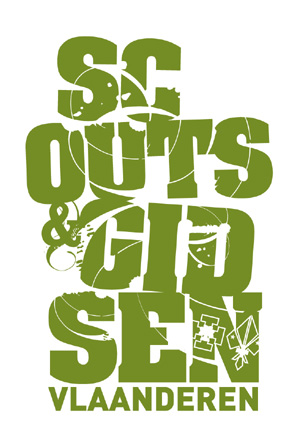 SC
OUTS
& GID
SEN
VLAANDEREN